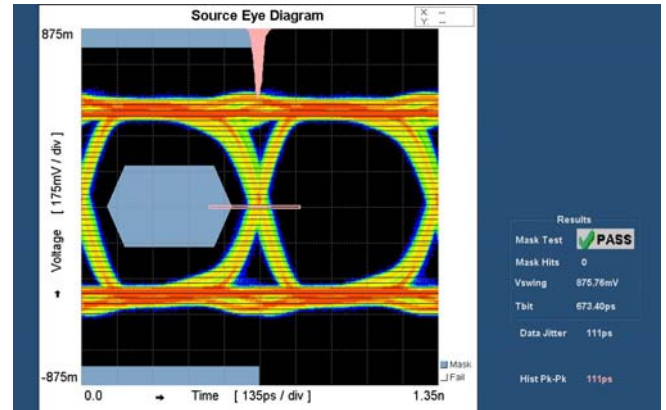 Source Eye Diagram
X: --
Y: --
875m
Voltage [ 175mV / div ]
-875m
0.0
Time [ 135ps / div ]
1.35n
Mask
Fail
Results
Mask Test PASS
Mask Hits 0
Vswing 875.76mV
Tbit 673.40ps
Data Jitter 111ps
Hist Pk-Pk 111ps